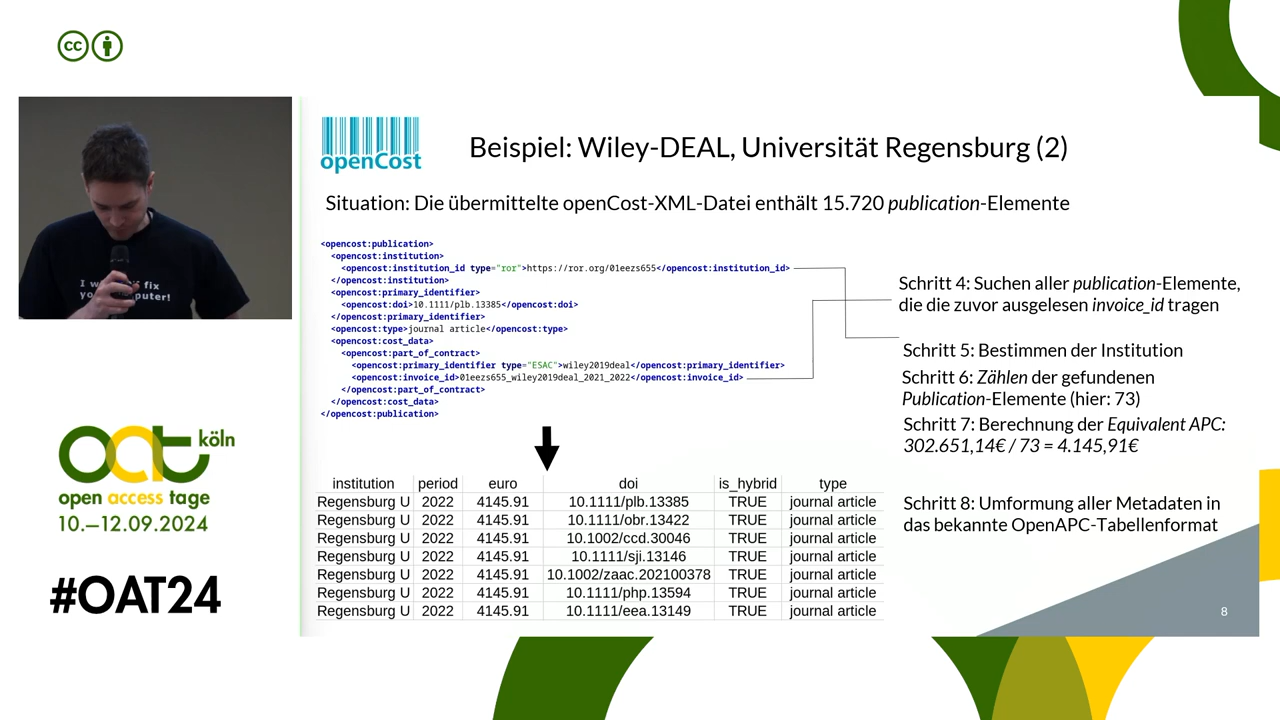 cc
openCost
Beispiel: Wiley-DEAL, Universität Regensburg (2)
Situation: Die übermittelte openCost-XML-Datei enthält 15.720 publication-Elemente
<opencost:publication>
<opencost:institution>
<opencost:institution_id type="ror">https://ror.org/01eezs655</opencost:institution_id>
</opencost:institution>
<opencost:primary_identifier>
<opencost:doi>10.1111/plb.13385</opencost:doi>
</opencost:primary_identifier>
<opencost:type>journal article</opencost:type>
<opencost:cost_data>
<opencost:part_of_contract>
<opencost:primary_identifier type="ESAC">wiley2019deal</opencost:primary_identifier>
<opencost:invoice_id>01eezs655_wiley2019deal_2021_2022</opencost:invoice_id>
</opencost:part_of_contract>
</opencost:cost_data>
</opencost:publication>
Schritt 4: Suchen aller publication-Elemente,
die die zuvor ausgelesen invoice_id tragen
Schritt 5: Bestimmen der Institution
Schritt 6: Zählen der gefundenen
Publication-Elemente (hier: 73)
Schritt 7: Berechnung der Equivalent APC:
302.651,14€ / 73 = 4.145,91€
Schritt 8: Umformung aller Metadaten in
das bekannte OpenAPC-Tabellenformat
institution period euro doi is_hybrid type
Regensburg U 2022 4145.91 10.1111/plb.13385 TRUE journal article
Regensburg U 2022 4145.91 10.1111/obr.13422 TRUE journal article
Regensburg U 2022 4145.91 10.1002/ccd.30046 TRUE journal article
Regensburg U 2022 4145.91 10.1111/sji.13146 TRUE journal article
Regensburg U 2022 4145.91 10.1002/zaac.202100378 TRUE journal article
Regensburg U 2022 4145.91 10.1111/php.13594 TRUE journal article
Regensburg U 2022 4145.91 10.1111/eea.13149 TRUE journal article
8
oat köln
open access tage
10.–12.09.2024
#OAT24